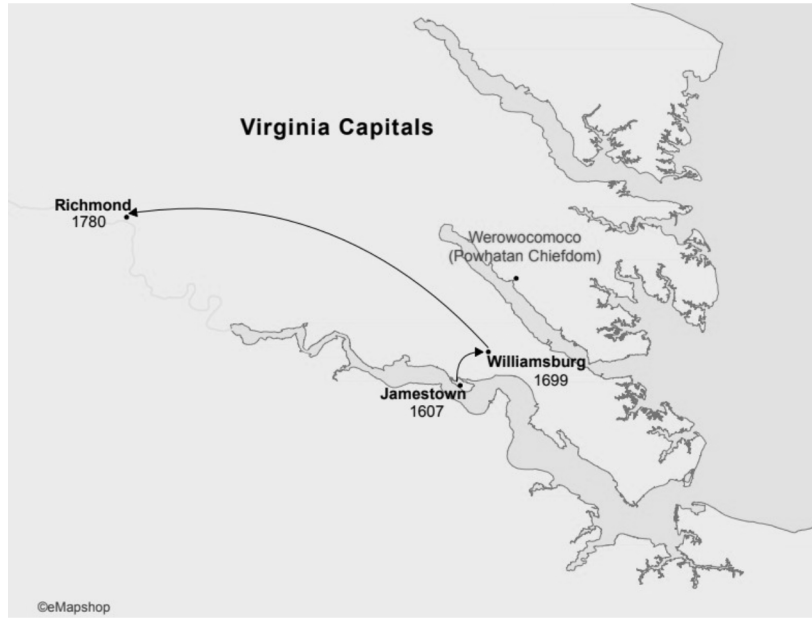 Virginia Capitals
Richmond
1780
Werowocomoco
(Powhatan Chiefdom)
Williamsburg
1699
Jamestown
1607
©eMapshop